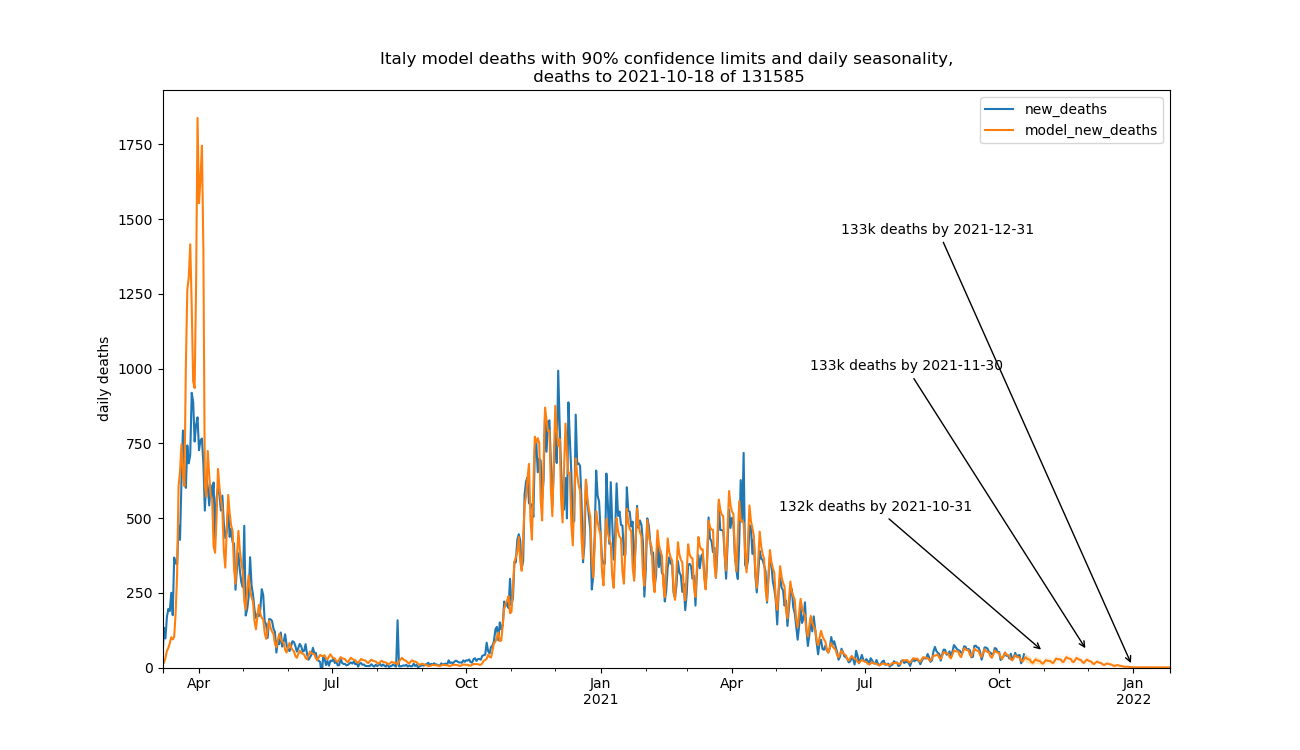 Italy model deaths with 90% confidence limits and daily seasonality,
deaths to 2021-10-18 of 131585
new_deaths
model_new_deaths
1750
1500
1250
1000
750
500
250
0
daily deaths
133k deaths by 2021-12-31
133k deaths by 2021-11-30
132k deaths by 2021-10-31
Apr
Jul
Oct
Jan
2021
Apr
Jul
Oct
Jan
2022